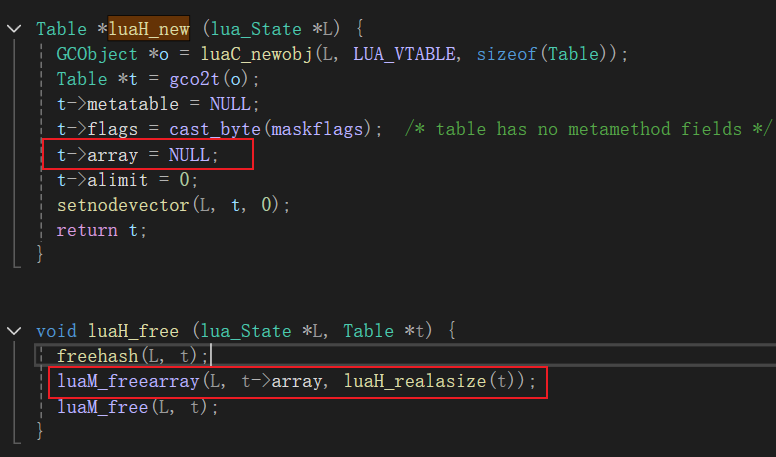 Table *luaH_new (lua_State *L) {
GCObject *o = luaC_newobj(L, LUA_VTABLE, sizeof(Table));
Table *t = gco2t(o);
t->metatable = NULL;
t->flags = cast_byte(maskflags);  /* table has no metamethod fields */
t->array = NULL;
t->alimit = 0;
setnodevector(L, t, 0);
return t;
}
void luaH_free (lua_State *L, Table *t) {
freehash(L, t);
luaM_freearray(L, t->array, luaH_realasize(t));
luaM_free(L, t);
}